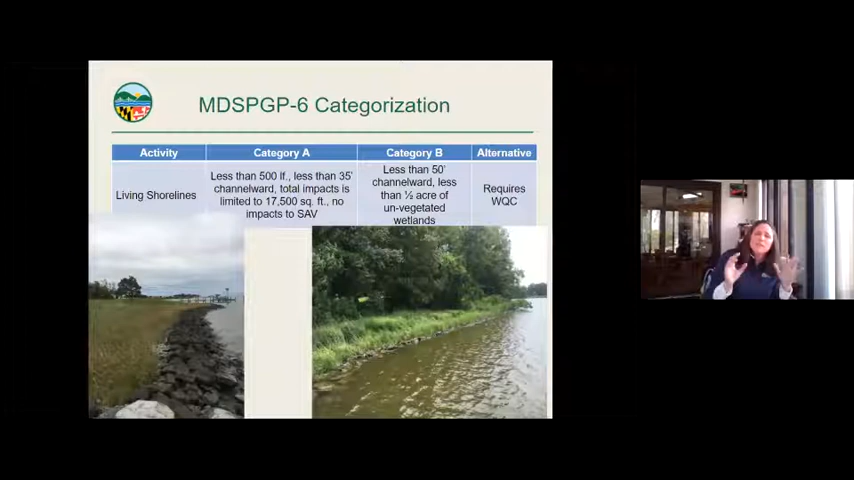 MDSPGP-6 Categorization
Activity
Category A
Category B
Alternative
Living Shorelines
Less than 500 lf., less than 35'
channelward, total impacts is
limited to 17,500 sq. ft., no
impacts to SAV
Less than 50'
channelward, less
than ½ acre of
un-vegetated
wetlands
Requires
WQC